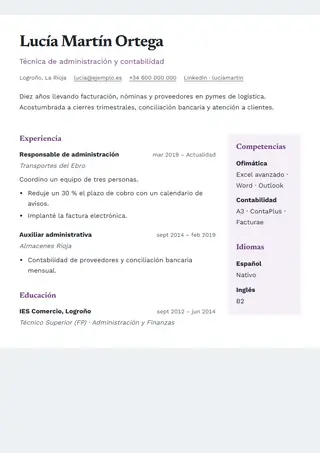 Lucía Martín Ortega
Técnica de administración y contabilidad
Logroño, La Rioja lucia@ejemplo.es +34 600 000 000 LinkedIn · luciamartin
Diez años llevando facturación, nóminas y proveedores en pymes de logística.
Acostumbrada a cierres trimestrales, conciliación bancaria y atención a clientes.
Experiencia
Responsable de administración mar 2019 – Actualidad
Transportes del Ebro
Coordino un equipo de tres personas.
• Reduje un 30 % el plazo de cobro con un calendario de
avisos.
• Implanté la factura electrónica.
Auxiliar administrativa sept 2014 – feb 2019
Almacenes Rioja
• Contabilidad de proveedores y conciliación bancaria
mensual.
Educación
IES Comercio, Logroño sept 2012 – jun 2014
Técnico Superior (FP) · Administración y Finanzas
Competencias
Ofimática
Excel avanzado ·
Word · Outlook
Contabilidad
A3 · ContaPlus ·
Facturae
Idiomas
Español
Nativo
Inglés
B2